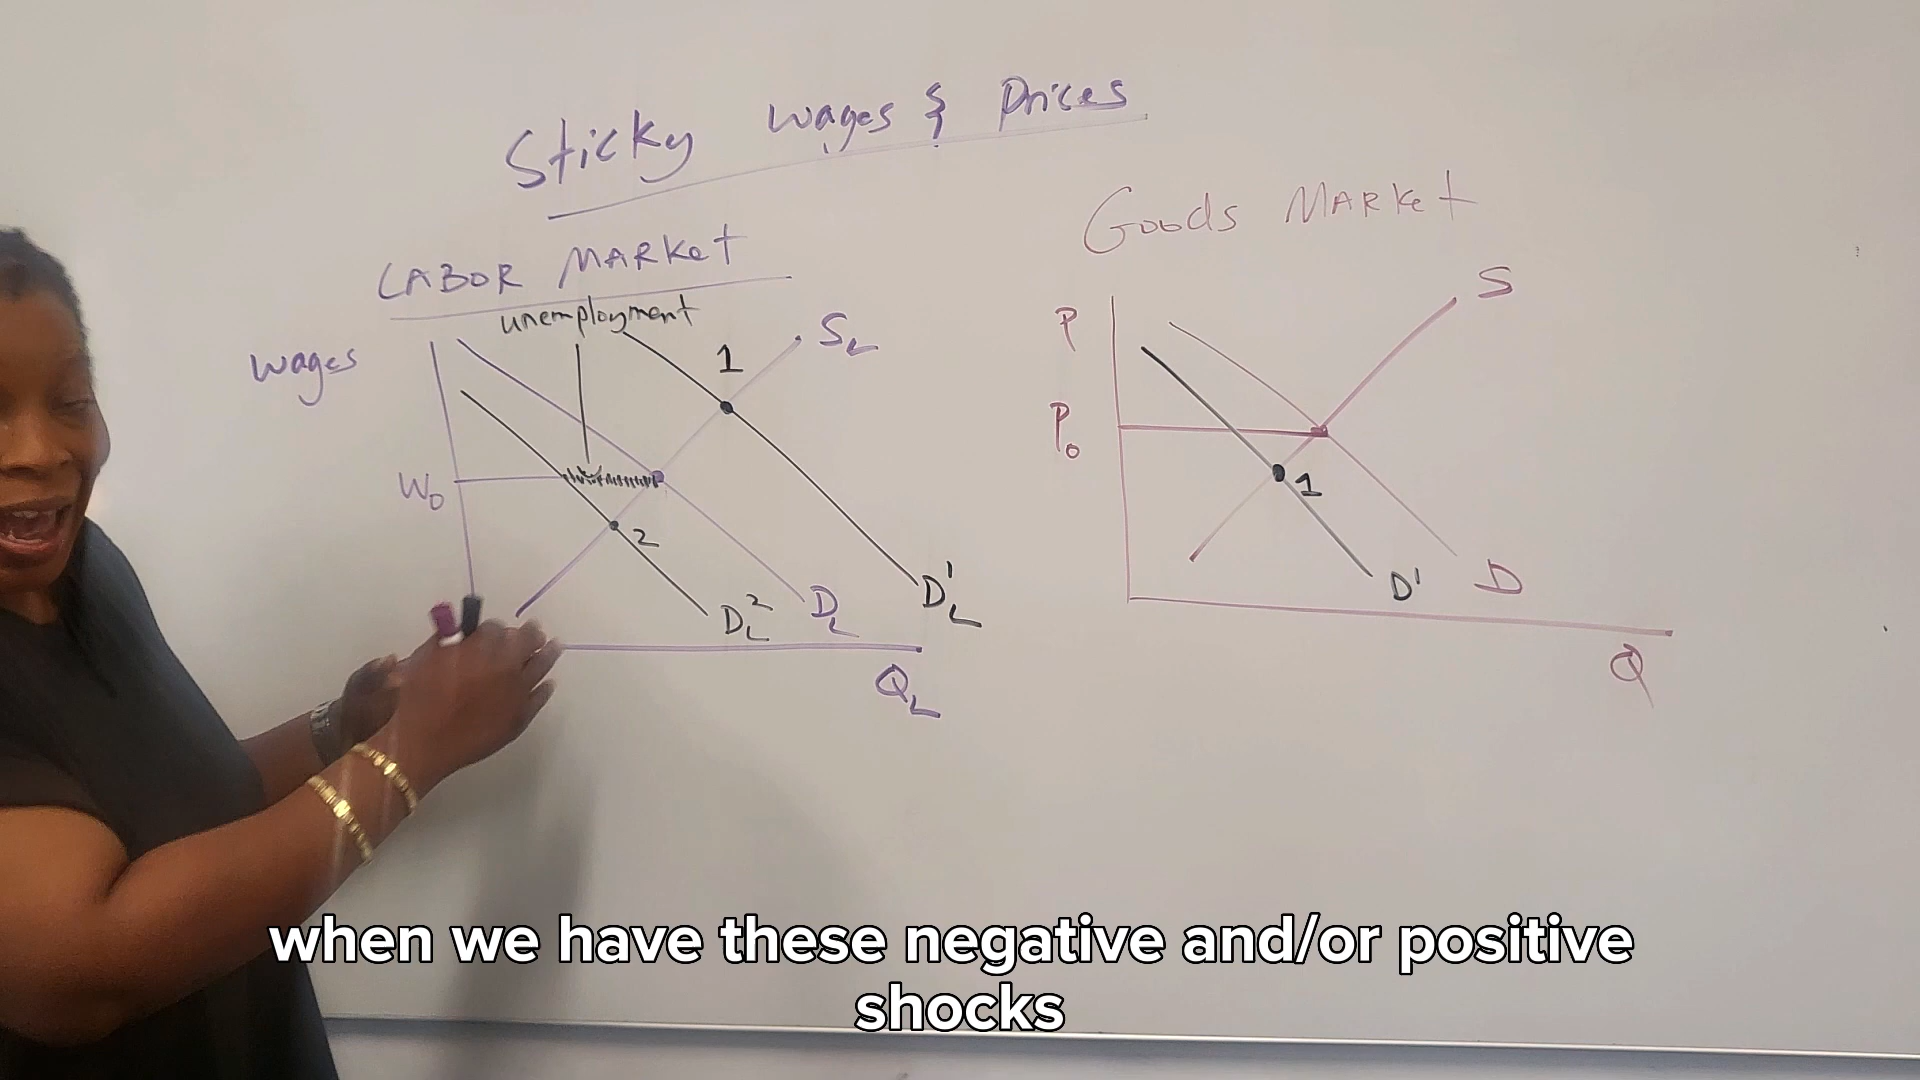 Sticky Wages & Prices
LABOR MARKET
unemployment
Wages
1
S_L
W_0
2
D_L^2
D_L
D_L^1
Q_L
Goods MARKET
P
S
P_0
1
D'
D
Q
when we have these negative and/or positive
shocks